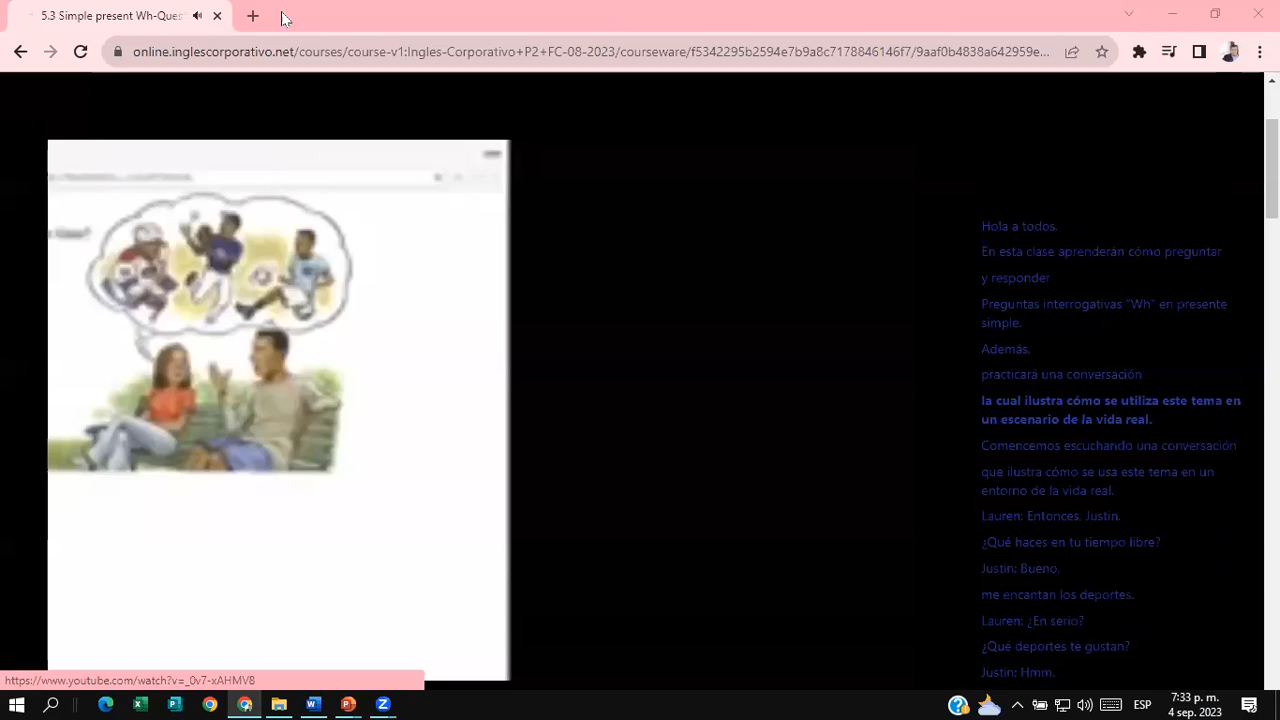 5.3 Simple present Wh-Ques
online.inglescorporativo.net/courses/course-v1:Ingles-Corporativo+P2+FC-08-2023/courseware/f5342295b2594e7b9a8c7178846146f7/9aaf0b4838a642959e...
Hola a todos.
En esta clase aprenderán cómo preguntar
y responder
Preguntas interrogativas "Wh" en presente
simple.
Además,
practicará una conversación
la cual ilustra cómo se utiliza este tema en
un escenario de la vida real.
Comencemos escuchando una conversación
que ilustra cómo se usa este tema en un
entorno de la vida real.
Lauren: Entonces, Justin.
¿Qué haces en tu tiempo libre?
Justin: Bueno,
me encantan los deportes.
Lauren: ¿En serio?
¿Qué deportes te gustan?
Justin: Hmm.
https://www.youtube.com/watch?v=_0v7-xAHMV8
ESP
7:33 p. m.
4 sep. 2023